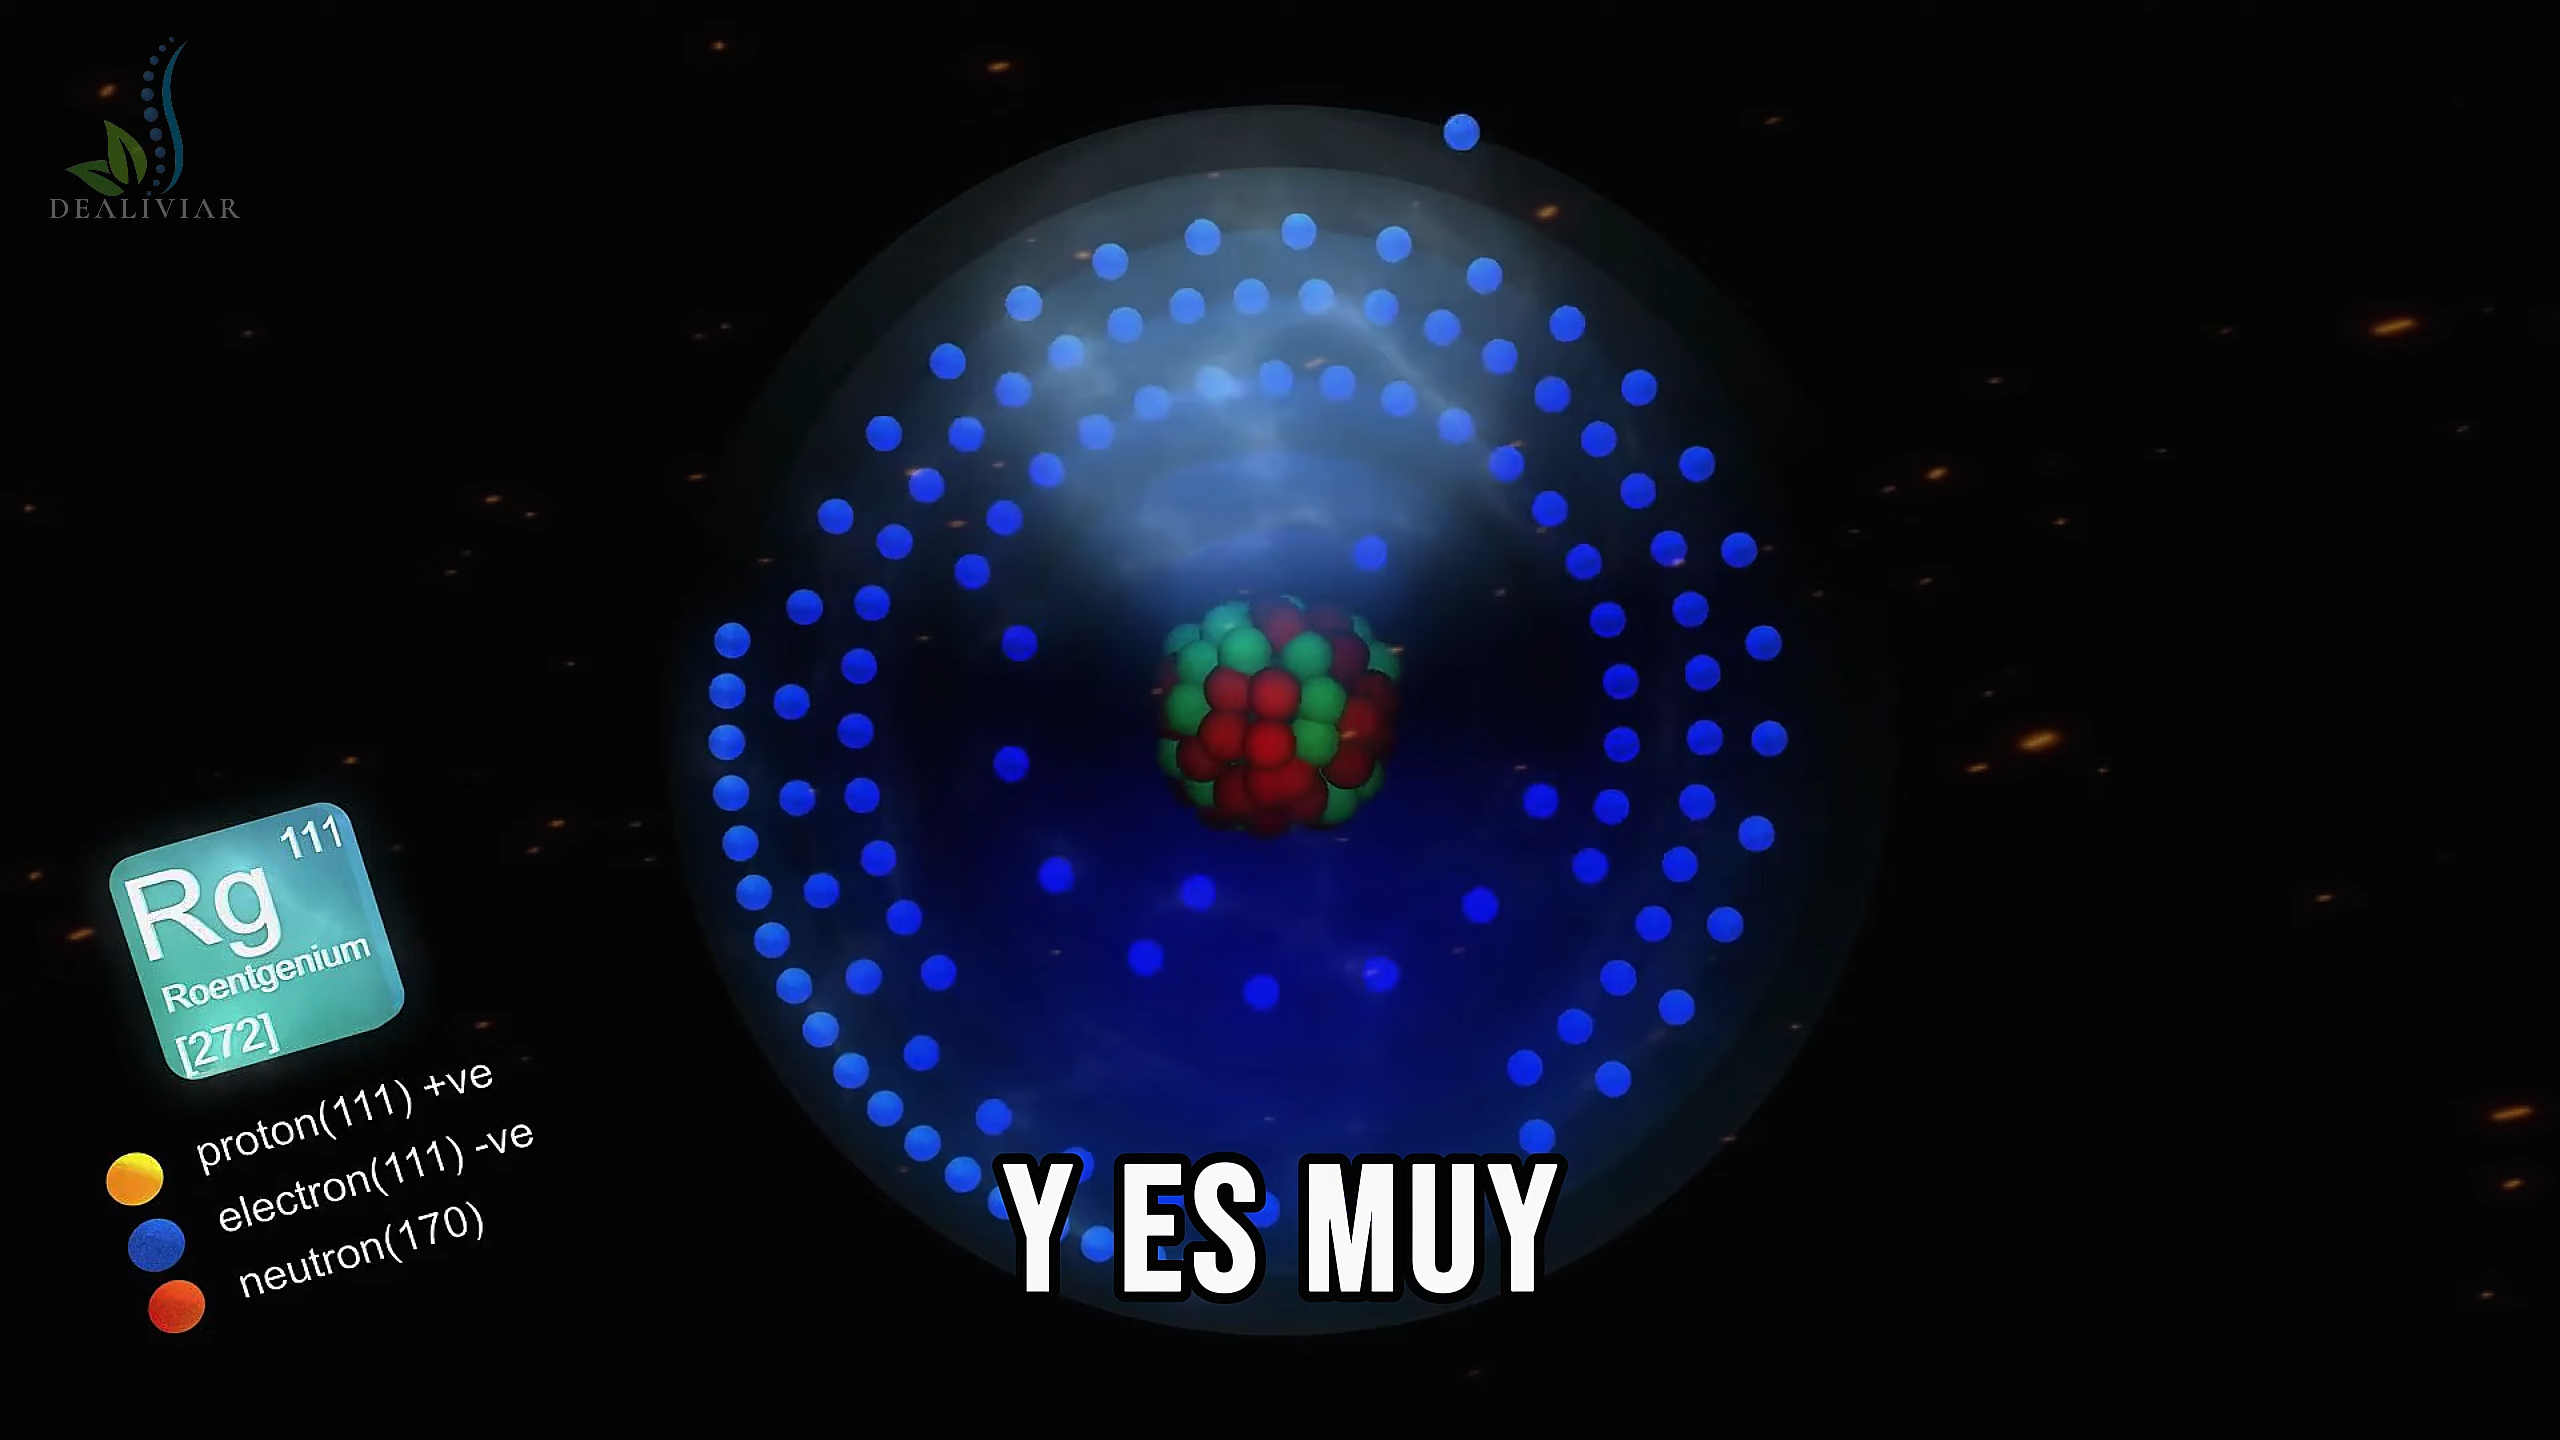 DEALIVIAR
111
Rg
Roentgenium
[272]
proton(111) +ve
electron(111) -ve
neutron(170)
Y ES MUY